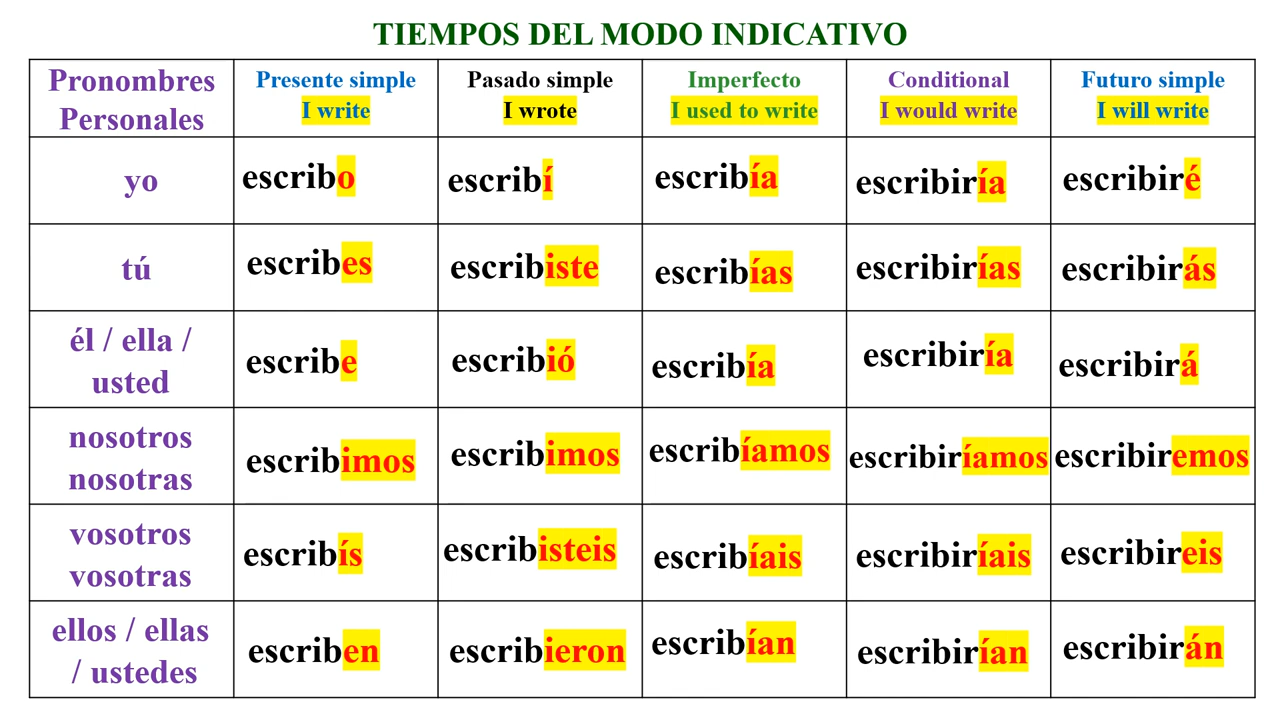 TIEMPOS DEL MODO INDICATIVO
Pronombres Personales | Presente simple I write | Pasado simple I wrote | Imperfecto I used to write | Conditional I would write | Futuro simple I will write
yo | escribo | escribí | escribía | escribiría | escribiré
tú | escribes | escribiste | escribías | escribirías | escribirás
él / ella / usted | escribe | escribió | escribía | escribiría | escribirá
nosotros nosotras | escribimos | escribimos | escribíamos | escribiríamos | escribiremos
vosotros vosotras | escribís | escribisteis | escribíais | escribiríais | escribireis
ellos / ellas / ustedes | escriben | escribieron | escribían | escribirían | escribirán